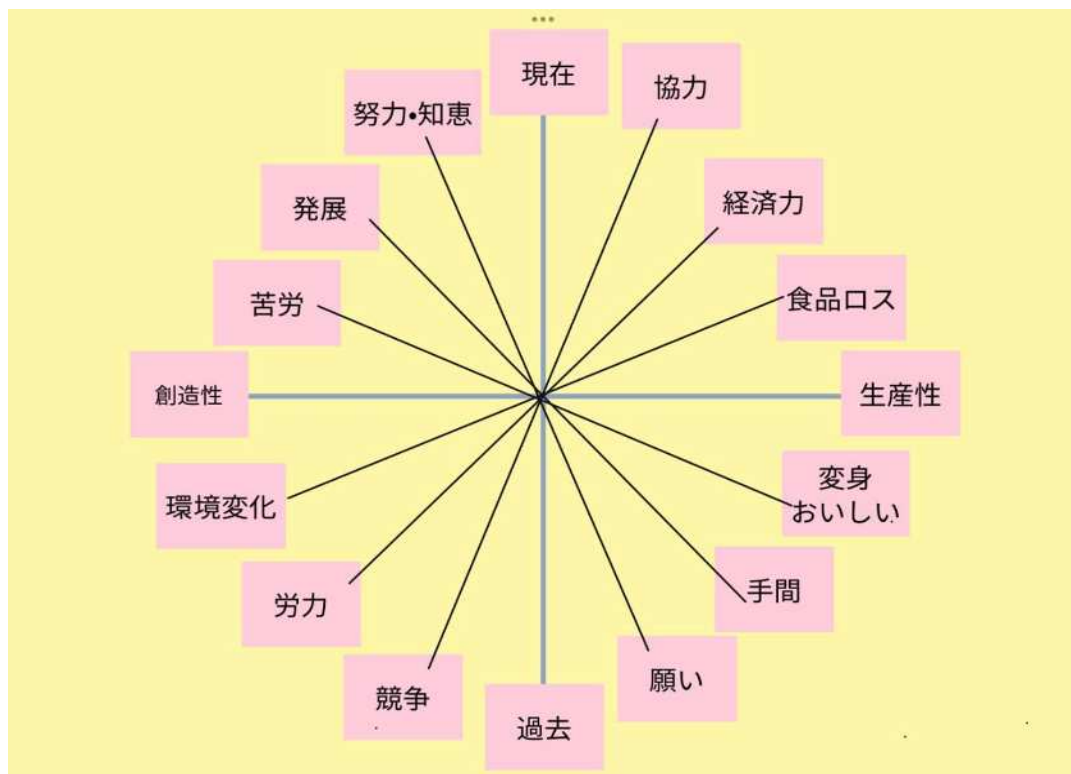 現在
協力
努力•知恵
経済力
発展
食品ロス
苦労
創造性
生産性
変身
おいしい
環境変化
手間
労力
願い
競争
過去